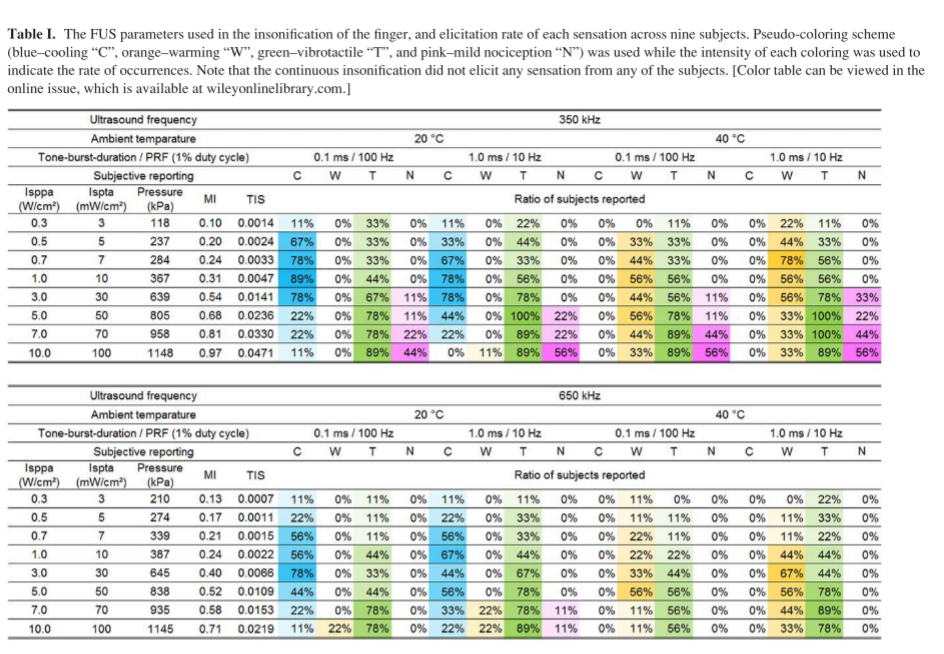 Table I. The FUS parameters used in the insonification of the finger, and elicitation rate of each sensation across nine subjects. Pseudo-coloring scheme
(blue–cooling “C”, orange–warming “W”, green–vibrotactile “T”, and pink–mild nociception “N”) was used while the intensity of each coloring was used to
indicate the rate of occurrences. Note that the continuous insonification did not elicit any sensation from any of the subjects. [Color table can be viewed in the
online issue, which is available at wileyonlinelibrary.com.]
Ultrasound frequency 350 kHz
Ambient temparature 20 °C 40 °C
Tone-burst-duration / PRF (1% duty cycle) 0.1 ms / 100 Hz 1.0 ms / 10 Hz 0.1 ms / 100 Hz 1.0 ms / 10 Hz
Subjective reporting C W T N C W T N C W T N C W T N
Isppa Ispta Pressure MI TIS Ratio of subjects reported
(W/cm²) (mW/cm²) (kPa)
0.3 3 118 0.10 0.0014 11% 0% 33% 0% 11% 0% 22% 0% 0% 0% 11% 0% 0% 22% 11% 0%
0.5 5 237 0.20 0.0024 67% 0% 33% 0% 33% 0% 44% 0% 0% 33% 33% 0% 0% 44% 33% 0%
0.7 7 284 0.24 0.0033 78% 0% 33% 0% 67% 0% 33% 0% 0% 44% 33% 0% 0% 78% 56% 0%
1.0 10 367 0.31 0.0047 89% 0% 44% 0% 78% 0% 56% 0% 0% 56% 56% 0% 0% 56% 56% 0%
3.0 30 639 0.54 0.0141 78% 0% 67% 11% 78% 0% 78% 0% 0% 44% 56% 11% 0% 56% 78% 33%
5.0 50 805 0.68 0.0236 22% 0% 78% 11% 44% 0% 100% 22% 0% 56% 78% 11% 0% 33% 100% 22%
7.0 70 958 0.81 0.0330 22% 0% 78% 22% 22% 0% 89% 22% 0% 44% 89% 44% 0% 33% 100% 44%
10.0 100 1148 0.97 0.0471 11% 0% 89% 44% 0% 11% 89% 56% 0% 33% 89% 56% 0% 33% 89% 56%
Ultrasound frequency 650 kHz
Ambient temparature 20 °C 40 °C
Tone-burst-duration / PRF (1% duty cycle) 0.1 ms / 100 Hz 1.0 ms / 10 Hz 0.1 ms / 100 Hz 1.0 ms / 10 Hz
Subjective reporting C W T N C W T N C W T N C W T N
Isppa Ispta Pressure MI TIS Ratio of subjects reported
(W/cm²) (mW/cm²) (kPa)
0.3 3 210 0.13 0.0007 11% 0% 11% 0% 11% 0% 11% 0% 0% 11% 0% 0% 0% 0% 22% 0%
0.5 5 274 0.17 0.0011 22% 0% 11% 0% 22% 0% 33% 0% 0% 11% 11% 0% 0% 11% 33% 0%
0.7 7 339 0.21 0.0015 56% 0% 11% 0% 56% 0% 33% 0% 0% 22% 11% 0% 0% 11% 22% 0%
1.0 10 387 0.24 0.0022 56% 0% 44% 0% 67% 0% 44% 0% 0% 22% 22% 0% 0% 44% 44% 0%
3.0 30 645 0.40 0.0066 78% 0% 33% 0% 44% 0% 67% 0% 0% 33% 44% 0% 0% 67% 44% 0%
5.0 50 838 0.52 0.0109 44% 0% 44% 0% 56% 0% 78% 0% 0% 56% 56% 0% 0% 56% 78% 0%
7.0 70 935 0.58 0.0153 22% 0% 78% 0% 33% 22% 78% 11% 0% 11% 56% 0% 0% 44% 89% 0%
10.0 100 1145 0.71 0.0219 11% 22% 78% 0% 22% 22% 89% 11% 0% 11% 56% 0% 0% 33% 78% 0%